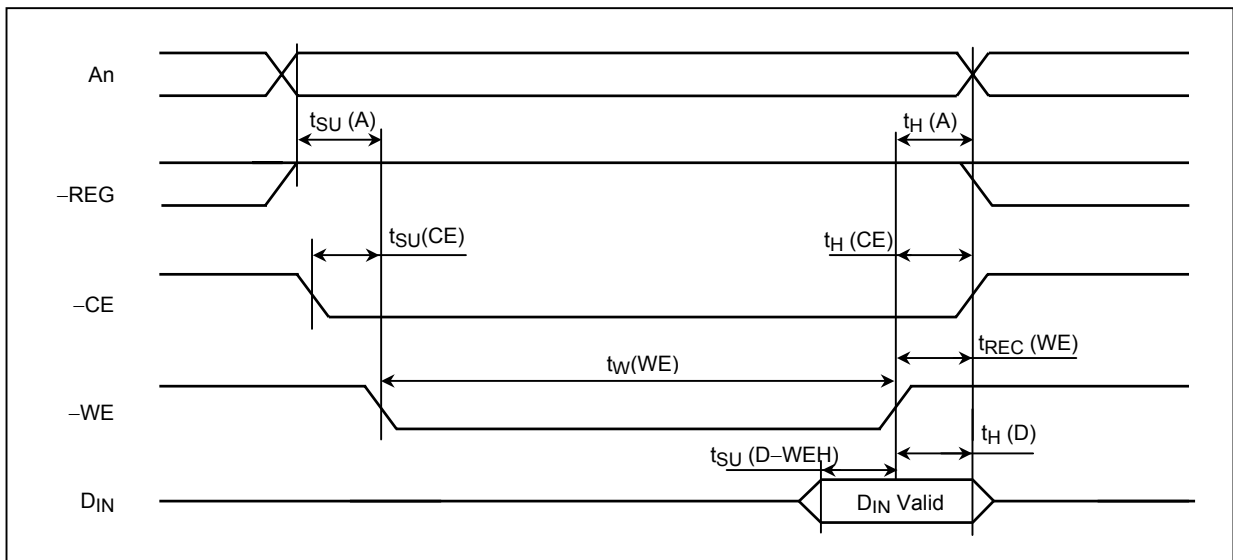 An
tSU (A)
tH (A)
–REG
tSU(CE)
tH (CE)
–CE
tREC (WE)
tW(WE)
–WE
tH (D)
tSU (D–WEH)
DIN
DIN Valid